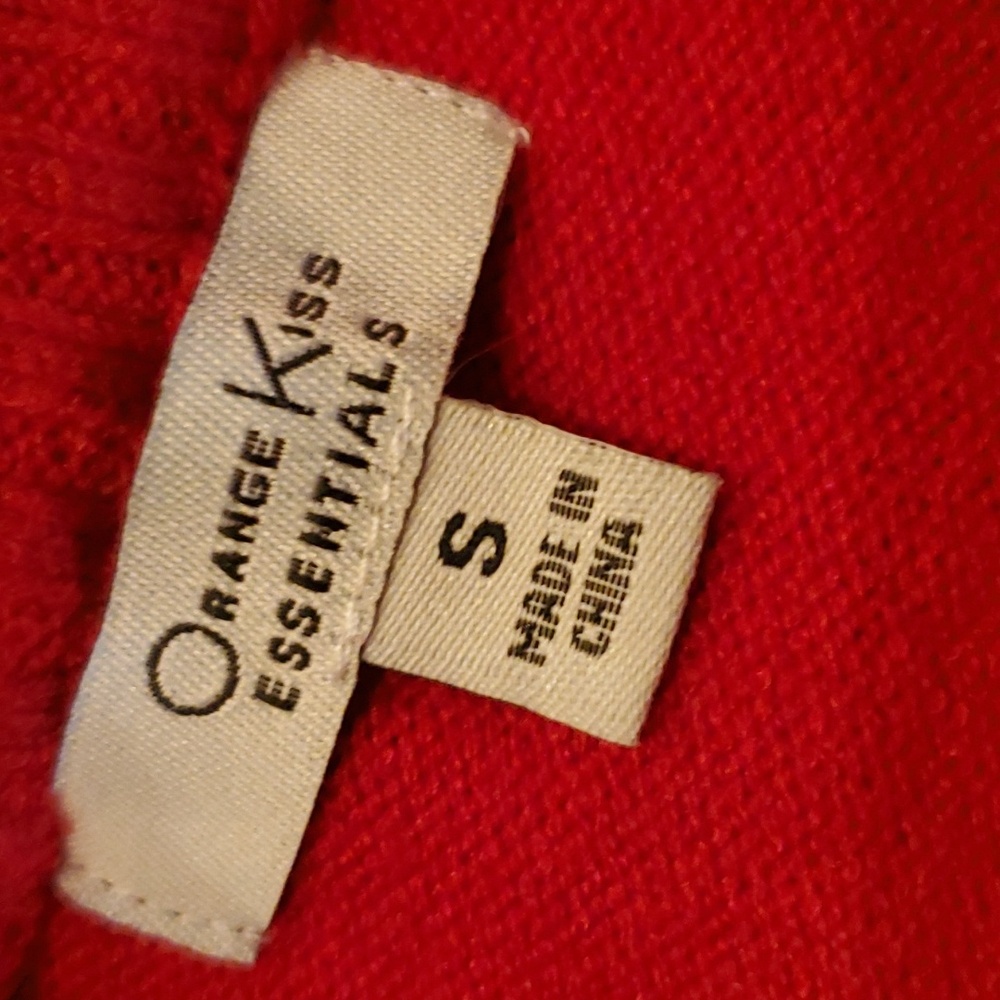 ORANGE KISS
ESSENTIALS
S
MADE IN
CHINA